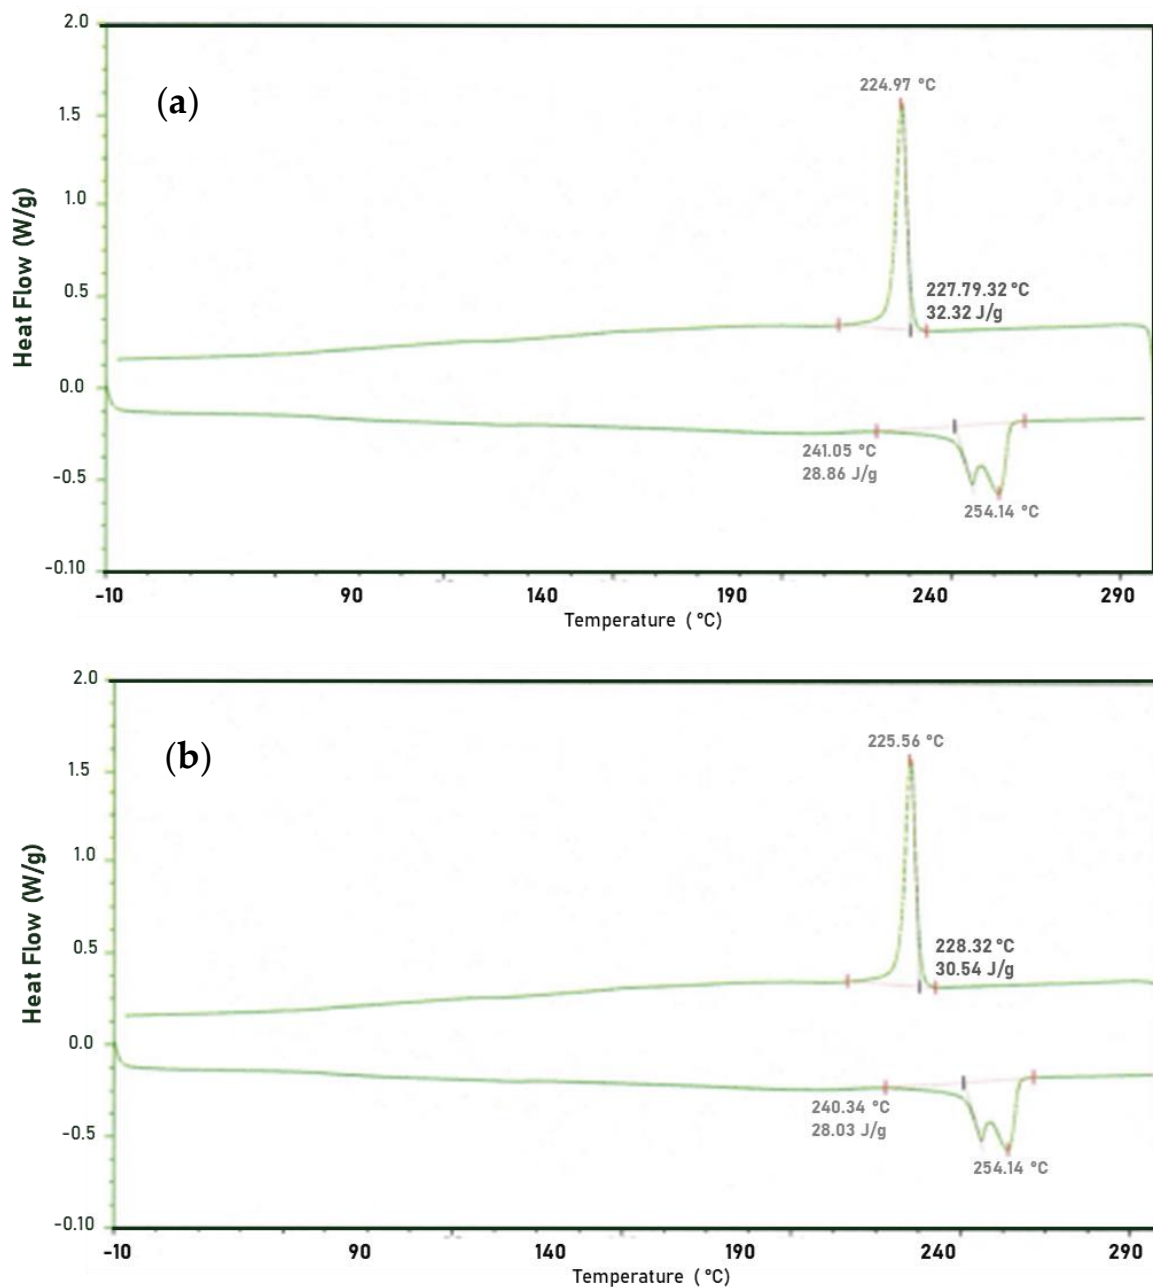 2.0
(a)
224.97 °C
1.5
1.0
Heat Flow (W/g)
0.5
227.79.32 °C
32.32 J/g
0.0
241.05 °C
28.86 J/g
-0.5
254.14 °C
-0.10
-10 90 140 190 240 290
Temperature ( °C)
2.0
(b)
225.56 °C
1.5
1.0
Heat Flow (W/g)
0.5
228.32 °C
30.54 J/g
0.0
240.34 °C
28.03 J/g
-0.5
254.14 °C
-0.10
-10 90 140 190 240 290
Temperature ( °C)